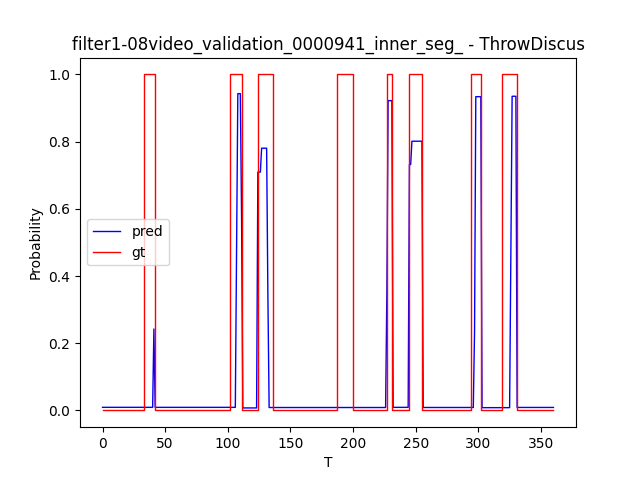 filter1-08video_validation_0000941_inner_seg_ - ThrowDiscus
1.0
0.8
0.6
0.4
0.2
0.0
Probability
pred
gt
0 50 100 150 200 250 300 350
T